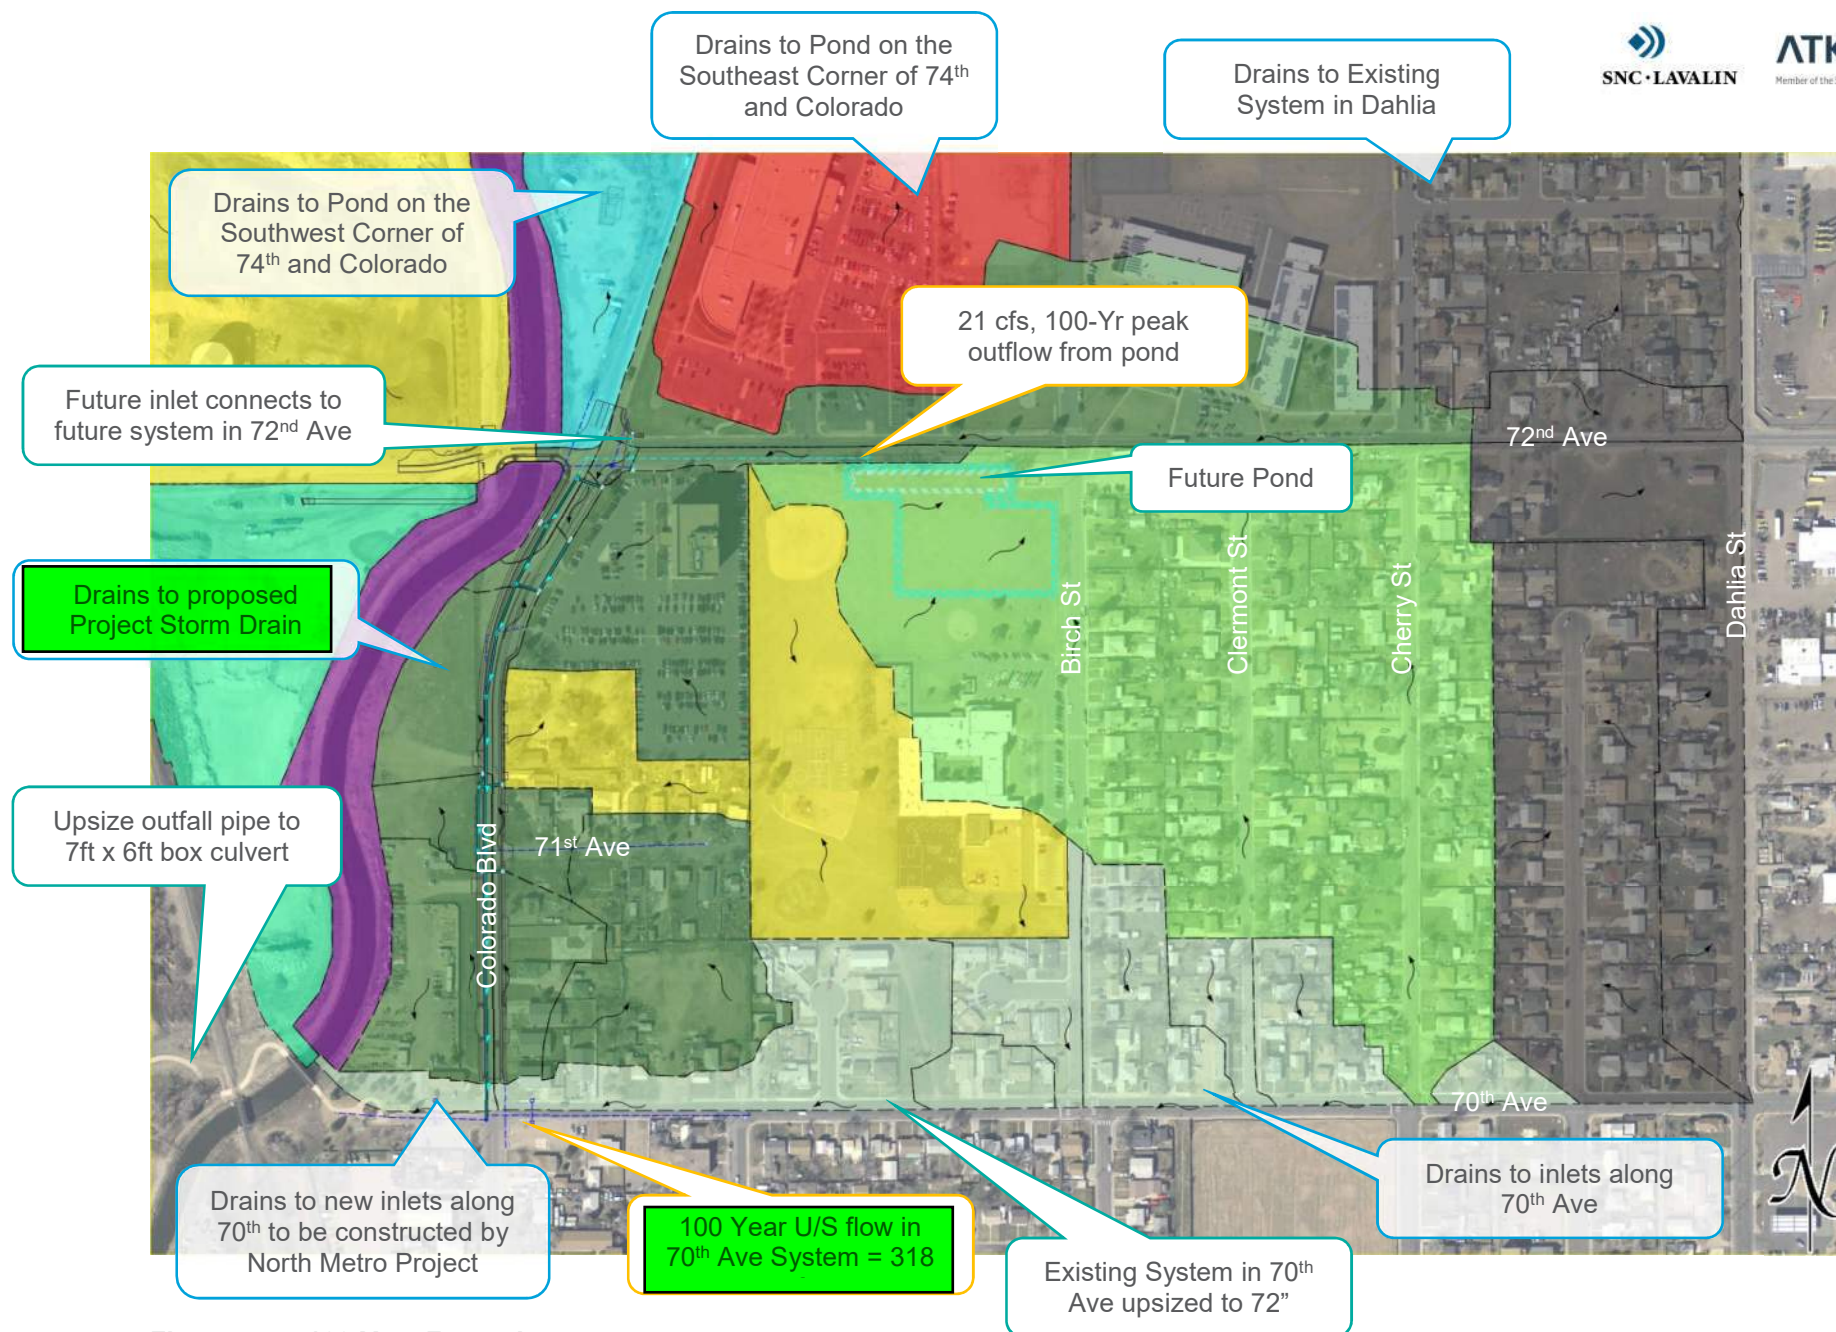 Drains to Pond on the
Southeast Corner of 74th
and Colorado
Drains to Existing
System in Dahlia
SNC·LAVALIN
ATK
Member of the
Drains to Pond on the
Southwest Corner of
74th and Colorado
21 cfs, 100-Yr peak
outflow from pond
Future inlet connects to
future system in 72nd Ave
72nd Ave
Future Pond
Drains to proposed
Project Storm Drain
Birch St
Clermont St
Cherry St
Dahlia St
Upsize outfall pipe to
7ft x 6ft box culvert
Colorado Blvd
71st Ave
70th Ave
N
Drains to new inlets along
70th to be constructed by
North Metro Project
100 Year U/S flow in
70th Ave System = 318
Existing System in 70th
Ave upsized to 72”
Drains to inlets along
70th Ave